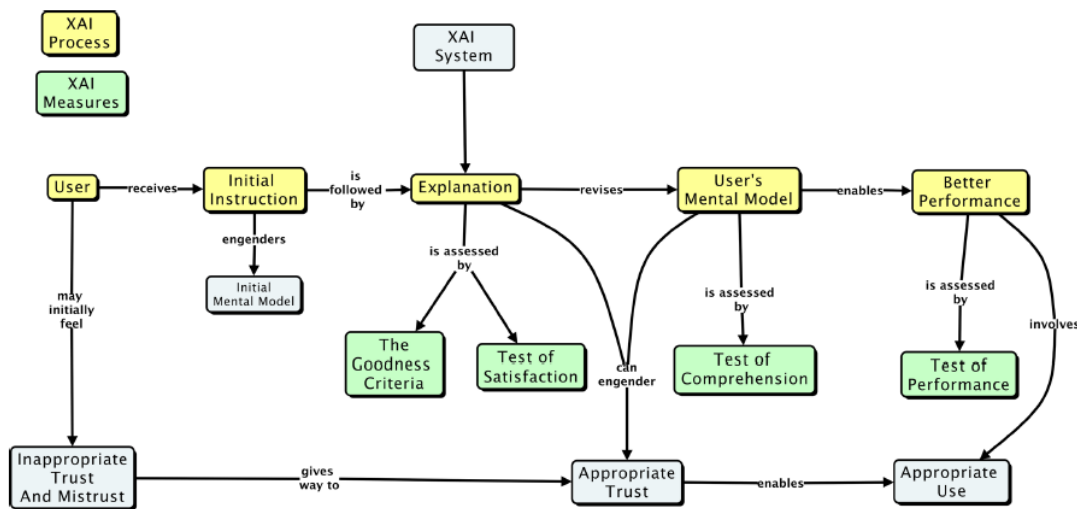 XAI
Process
XAI
Measures
XAI
System
User
receives
Initial
Instruction
is
followed
by
Explanation
revises
User's
Mental Model
enables
Better
Performance
engenders
Initial
Mental Model
is assessed
by
is assessed
by
is assessed
by
may
initially
feel
The
Goodness
Criteria
Test of
Satisfaction
can
engender
Test of
Comprehension
Test of
Performance
involves
Inappropriate
Trust
And Mistrust
gives
way to
Appropriate
Trust
enables
Appropriate
Use